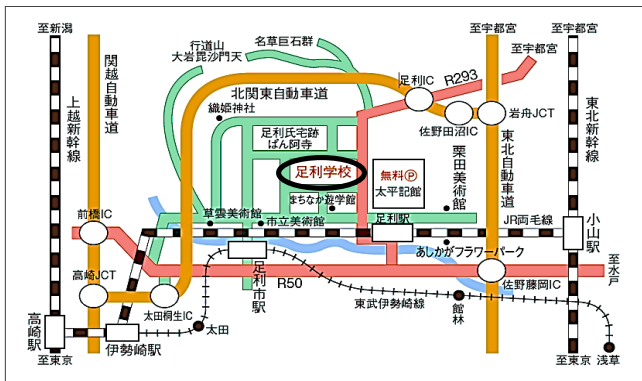 至新潟
至宇都宮
至宇都宮
至宇都宮
行道山
大岩毘沙門天
名草巨石群
関越自動車道
上越新幹線
北関東自動車道
織姫神社
足利IC
R293
佐野田沼IC
岩舟JCT
東北自動車道
東北新幹線
足利氏宅跡
ばん阿寺
足利学校
無料Ⓟ
太平記館
栗田美術館
まちなか遊学館
前橋IC
草雲美術館
市立美術館
足利駅
JR両毛線
小山駅
あしかがフラワーパーク
至水戸
高崎JCT
太田桐生IC
足利市駅
R50
佐野藤岡IC
東武伊勢崎線
館林
高崎駅
伊勢崎駅
太田
至東京
至東京
浅草